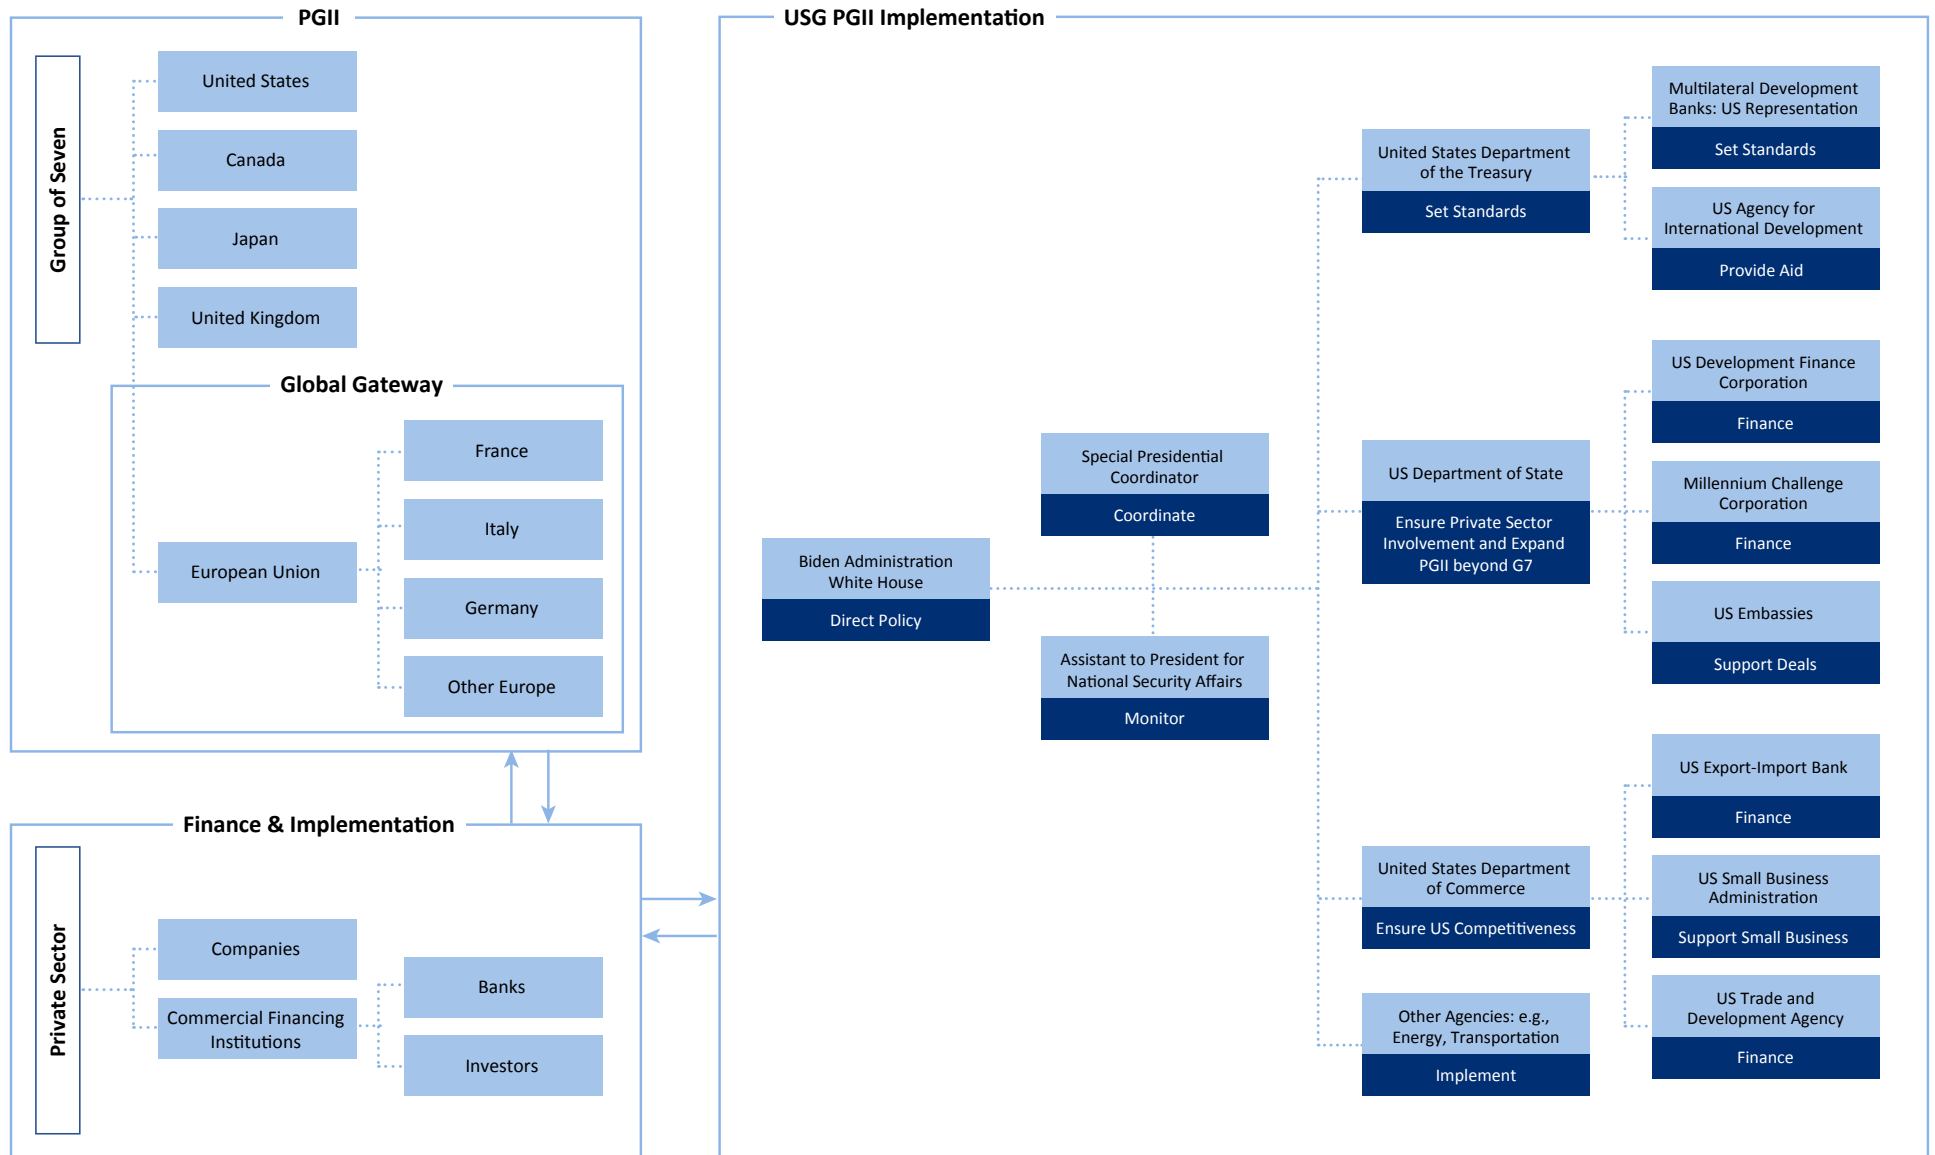 PGII
Group of Seven
United States
Canada
Japan
United Kingdom
Global Gateway
European Union
France
Italy
Germany
Other Europe
Finance & Implementation
Private Sector
Companies
Commercial Financing
Institutions
Banks
Investors
USG PGII Implementation
Biden Administration
White House
Direct Policy
Special Presidential
Coordinator
Coordinate
Assistant to President for
National Security Affairs
Monitor
United States Department
of the Treasury
Set Standards
Multilateral Development
Banks: US Representation
Set Standards
US Agency for
International Development
Provide Aid
US Department of State
Ensure Private Sector
Involvement and Expand
PGII beyond G7
US Development Finance
Corporation
Finance
Millennium Challenge
Corporation
Finance
US Embassies
Support Deals
United States Department
of Commerce
Ensure US Competitiveness
US Export-Import Bank
Finance
US Small Business
Administration
Support Small Business
US Trade and
Development Agency
Finance
Other Agencies: e.g.,
Energy, Transportation
Implement